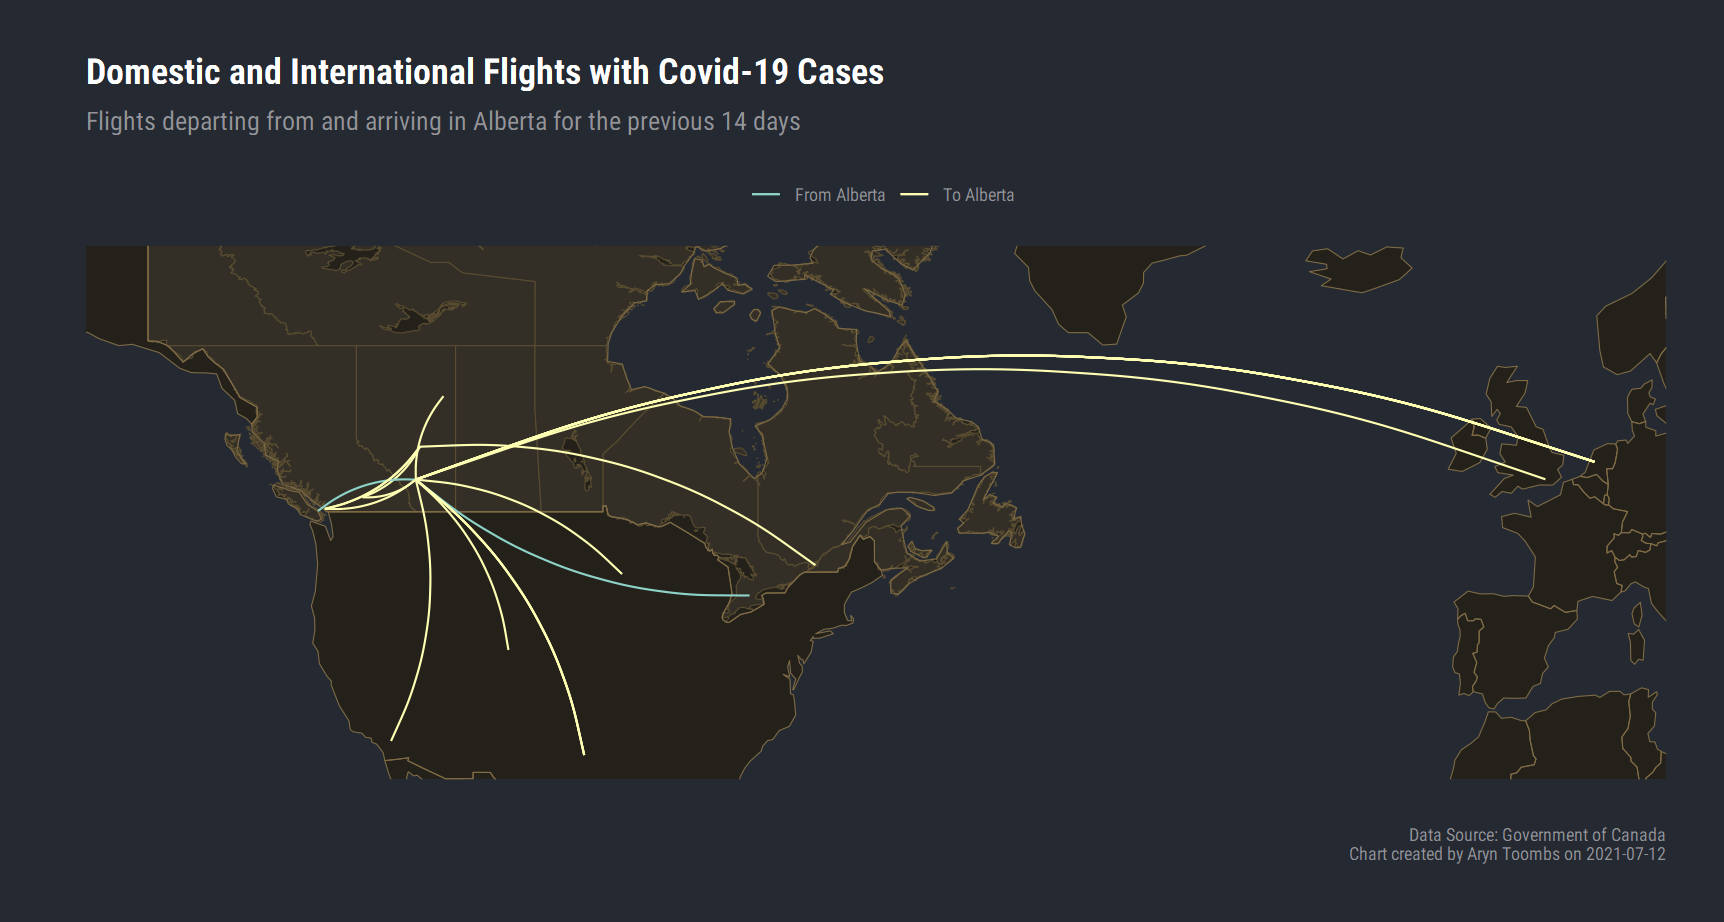 Domestic and International Flights with Covid-19 Cases
Flights departing from and arriving in Alberta for the previous 14 days
From Alberta To Alberta
Data Source: Government of Canada
Chart created by Aryn Toombs on 2021-07-12